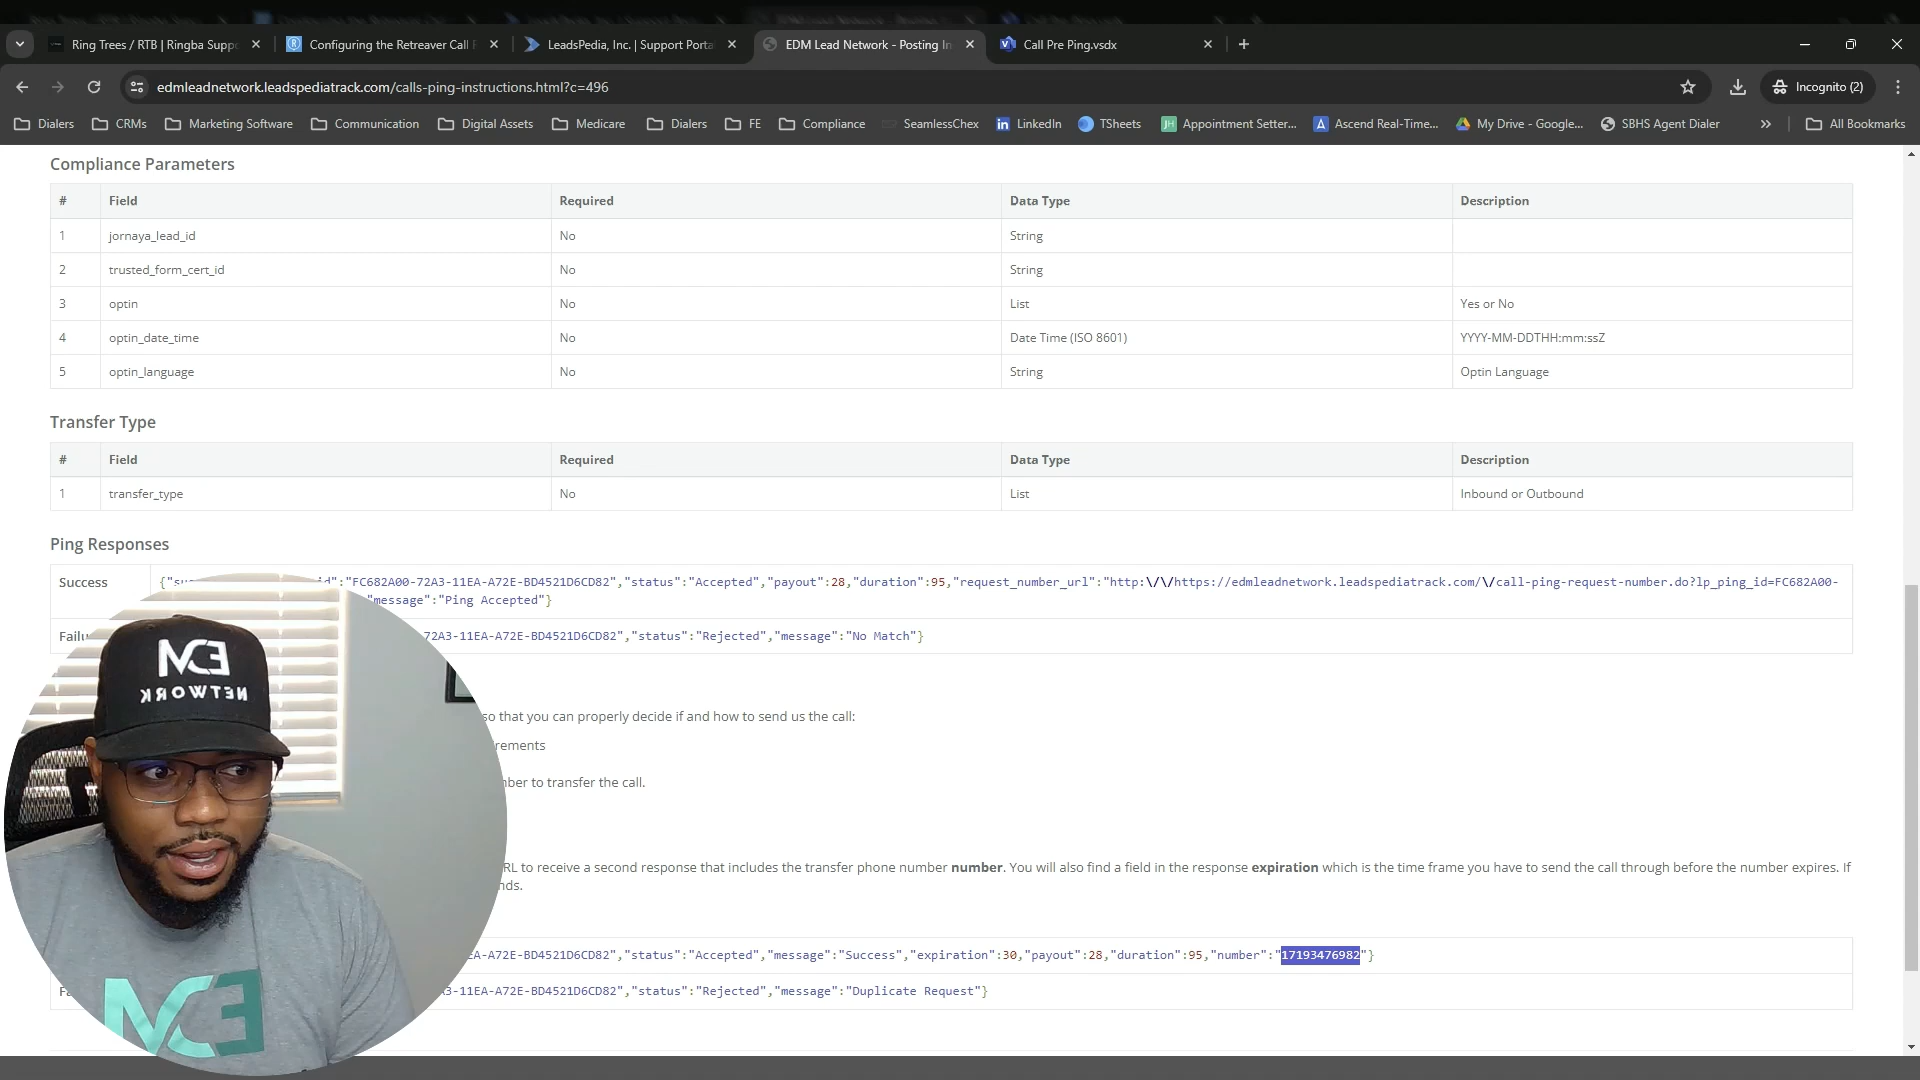 Ring Trees / RTB | Ringba Suppo
Configuring the Retreaver Call
LeadsPedia, Inc. | Support Porta
EDM Lead Network - Posting In
Call Pre Ping.vsdx
edmleadnetwork.leadspediatrack.com/calls-ping-instructions.html?c=496
Incognito (2)
Dialers
CRMs
Marketing Software
Communication
Digital Assets
Medicare
Dialers
FE
Compliance
SeamlessChex
LinkedIn
TSheets
Appointment Setter...
Ascend Real-Time...
My Drive - Google...
SBHS Agent Dialer
All Bookmarks
Compliance Parameters
# Field Required Data Type Description
1 jornaya_lead_id No String
2 trusted_form_cert_id No String
3 optin No List Yes or No
4 optin_date_time No Date Time (ISO 8601) YYYY-MM-DDTHH:mm:ssZ
5 optin_language No String Optin Language
Transfer Type
# Field Required Data Type Description
1 transfer_type No List Inbound or Outbound
Ping Responses
Success id":"FC682A00-72A3-11EA-A72E-BD4521D6CD82","status":"Accepted","payout":28,"duration":95,"request_number_url":"http:\/\/https://edmleadnetwork.leadspediatrack.com/\/call-ping-request-number.do?lp_ping_id=FC682A00-
"message":"Ping Accepted"}
72A3-11EA-A72E-BD4521D6CD82","status":"Rejected","message":"No Match"}
so that you can properly decide if and how to send us the call:
rements
mber to transfer the call.
RL to receive a second response that includes the transfer phone number number. You will also find a field in the response expiration which is the time frame you have to send the call through before the number expires. If
nds.
A-A72E-BD4521D6CD82","status":"Accepted","message":"Success","expiration":30,"payout":28,"duration":95,"number":"17193476982"}
A3-11EA-A72E-BD4521D6CD82","status":"Rejected","message":"Duplicate Request"}
EDM
NETWORK
EDM